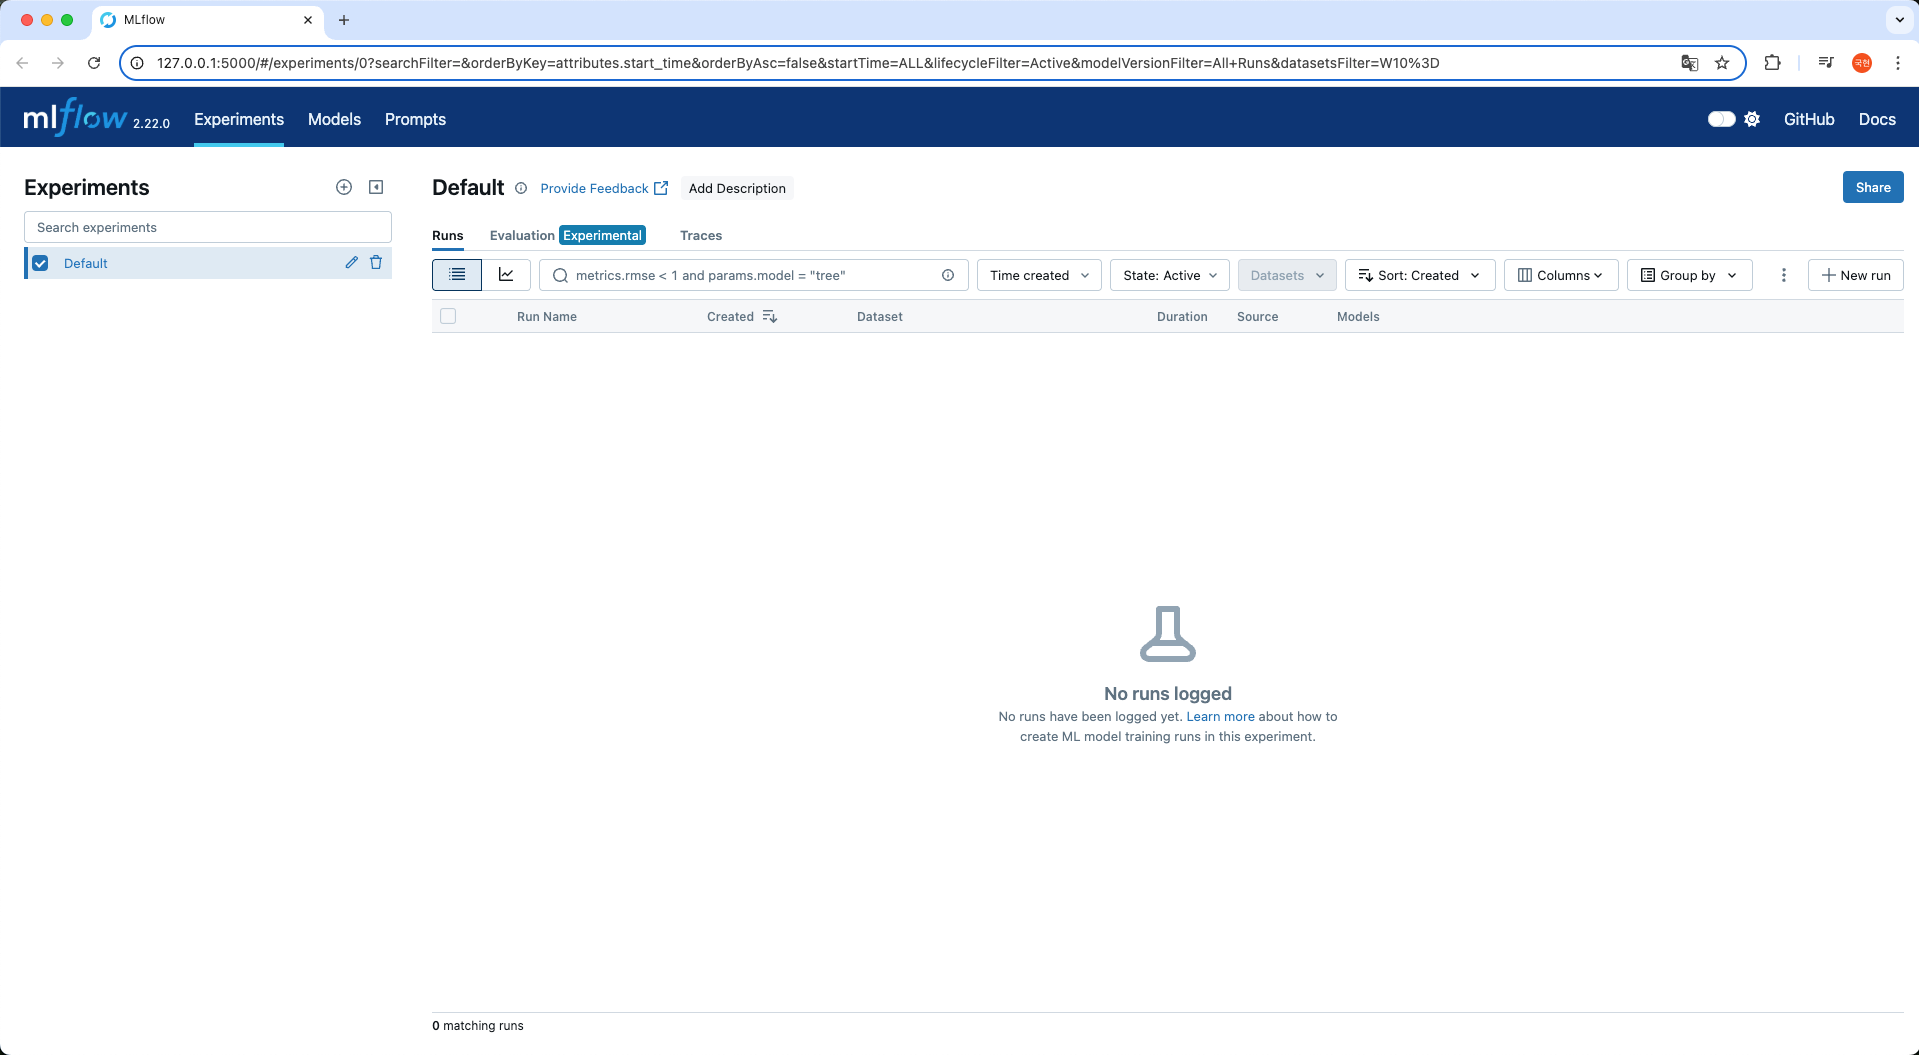 MLflow
127.0.0.1:5000/#/experiments/0?searchFilter=&orderByKey=attributes.start_time&orderByAsc=false&startTime=ALL&lifecycleFilter=Active&modelVersionFilter=All+Runs&datasetsFilter=W10%3D
국현
mlflow 2.22.0 Experiments Models Prompts GitHub Docs
Experiments
Search experiments
Default
Default Provide Feedback Add Description Share
Runs Evaluation Experimental Traces
metrics.rmse < 1 and params.model = "tree" Time created State: Active Datasets Sort: Created Columns Group by New run
Run Name Created Dataset Duration Source Models
No runs logged
No runs have been logged yet. Learn more about how to
create ML model training runs in this experiment.
0 matching runs